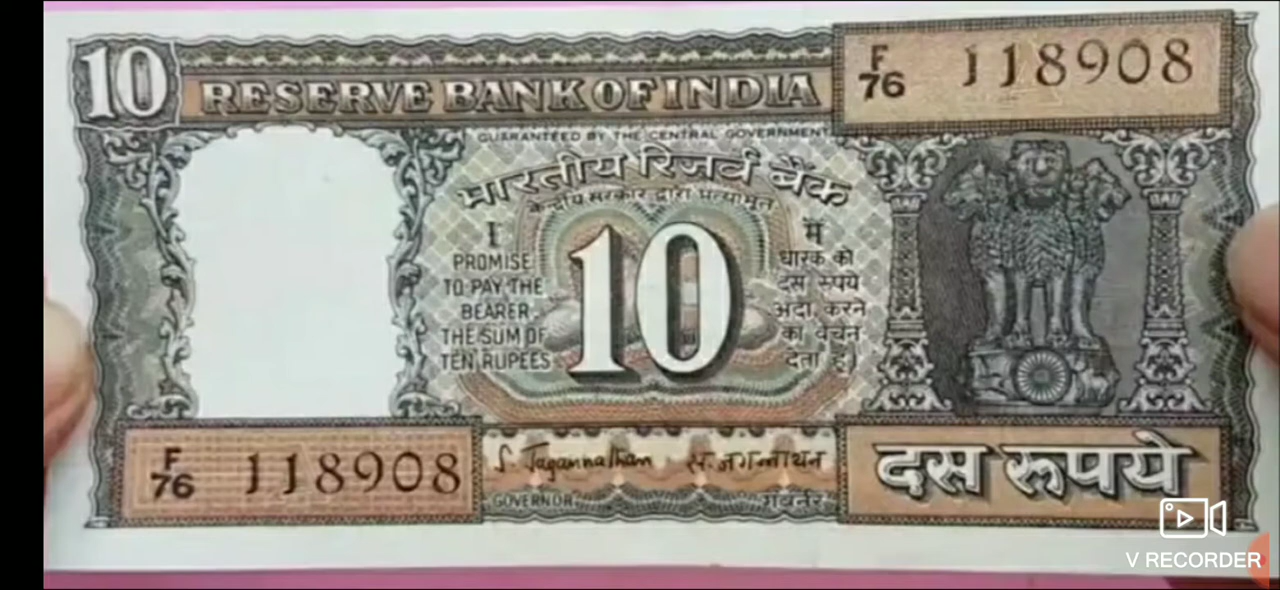 10
RESERVE BANK OF INDIA
F
76 118908
GUARANTEED BY THE CENTRAL GOVERNMENT
भारतीय रिज़र्व बैंक
केन्द्रीय सरकार द्वारा प्रत्याभूत
I
PROMISE
TO PAY THE
BEARER
THE SUM OF
TEN RUPEES
10
मैं
धारक को
दस रुपये
अदा करने
का वचन
देता हूँ
F
76 118908
S. Jagannathan स. जगन्नाथन
GOVERNOR गवर्नर
दस रूपये
V RECORDER